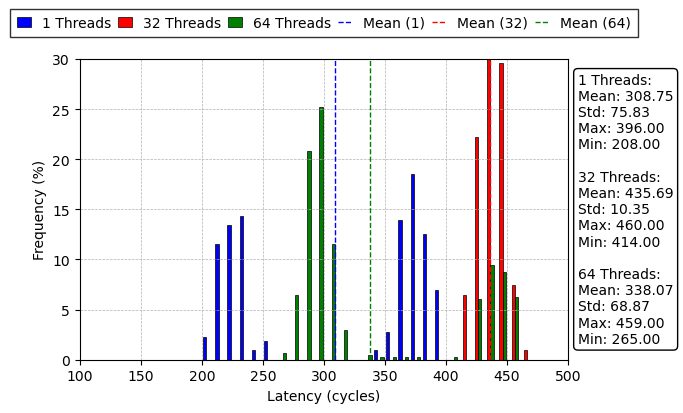 1 Threads 32 Threads 64 Threads Mean (1) Mean (32) Mean (64)
30
25
20
15
10
5
0
Frequency (%)
100 150 200 250 300 350 400 450 500
Latency (cycles)
1 Threads:
Mean: 308.75
Std: 75.83
Max: 396.00
Min: 208.00
32 Threads:
Mean: 435.69
Std: 10.35
Max: 460.00
Min: 414.00
64 Threads:
Mean: 338.07
Std: 68.87
Max: 459.00
Min: 265.00